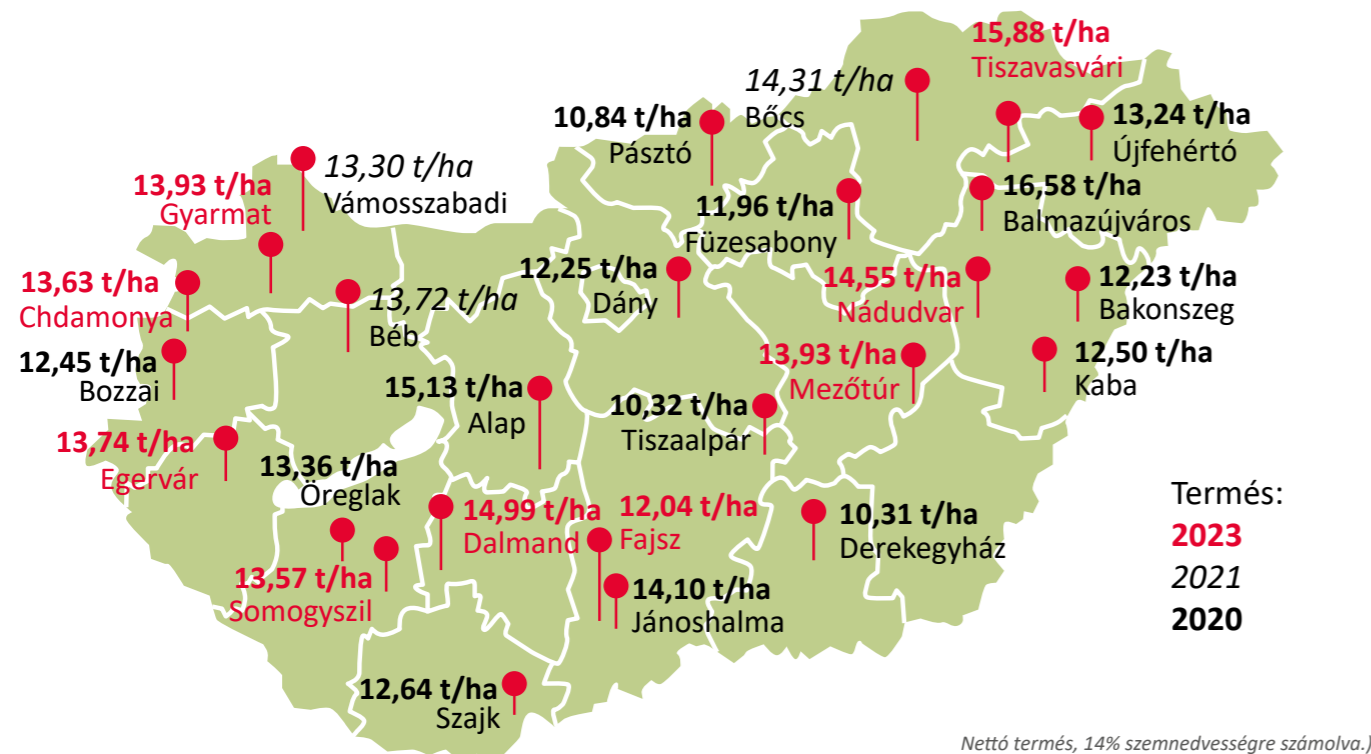 15,88 t/ha
Tiszavasvári
14,31 t/ha
Bőcs
10,84 t/ha
Pásztó
13,24 t/ha
Újfehértó
13,30 t/ha
Vámosszabadi
13,93 t/ha
Gyarmat
16,58 t/ha
Balmazújváros
11,96 t/ha
Füzesabony
12,25 t/ha
Dány
14,55 t/ha
Nádudvar
12,23 t/ha
Bakonszeg
13,63 t/ha
Chdamonya
13,72 t/ha
Béb
12,45 t/ha
Bozzai
13,93 t/ha
Mezőtúr
12,50 t/ha
Kaba
15,13 t/ha
Alap
10,32 t/ha
Tiszaalpár
13,74 t/ha
Egervár
13,36 t/ha
Öreglak
14,99 t/ha
Dalmand
12,04 t/ha
Fajsz
10,31 t/ha
Derekegyház
13,57 t/ha
Somogyszil
14,10 t/ha
Jánoshalma
12,64 t/ha
Szajk
Termés:
2023
2021
2020
Nettó termés, 14% szemnedvességre számolva.)